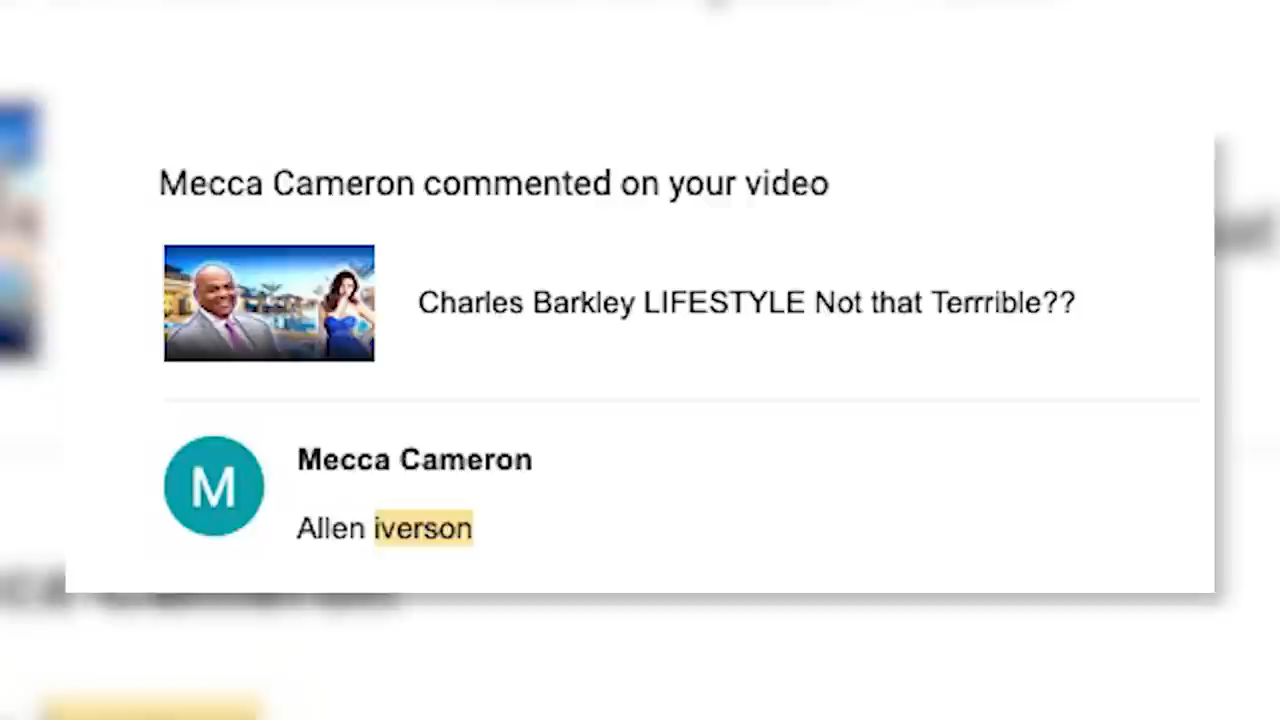 Mecca Cameron commented on your video
Charles Barkley LIFESTYLE Not that Terrrible??
M
Mecca Cameron
Allen iverson